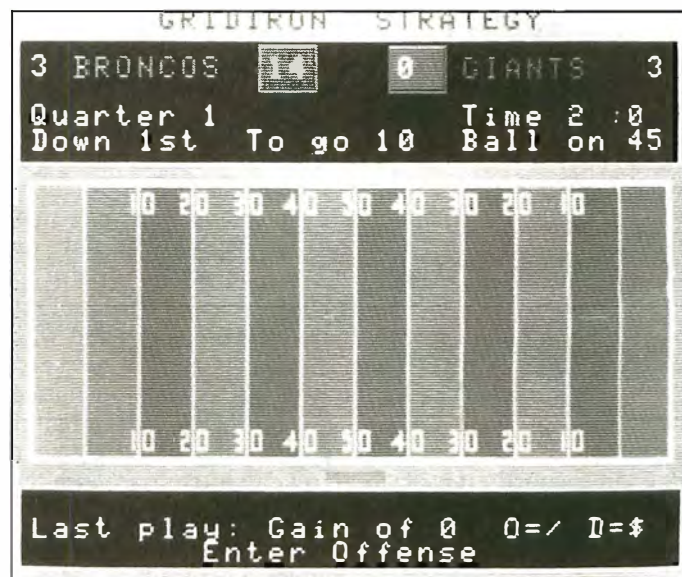 GRIDIRON STRATEGY
3 BRONCOS 14 0 GIANTS 3
Quarter 1 Time 2 :0
Down 1st To go 10 Ball on 45
10 20 30 40 50 40 30 20 10
10 20 30 40 50 40 30 20 10
Last play: Gain of 0 O=/ D=$
Enter Offense